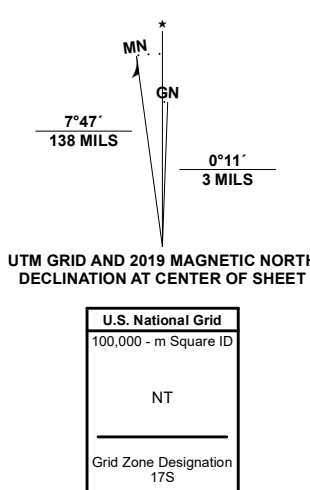 ★
MN
GN
7°47´
138 MILS
0°11´
3 MILS
UTM GRID AND 2019 MAGNETIC NORTH
DECLINATION AT CENTER OF SHEET
U.S. National Grid
100,000 - m Square ID
NT
Grid Zone Designation
17S